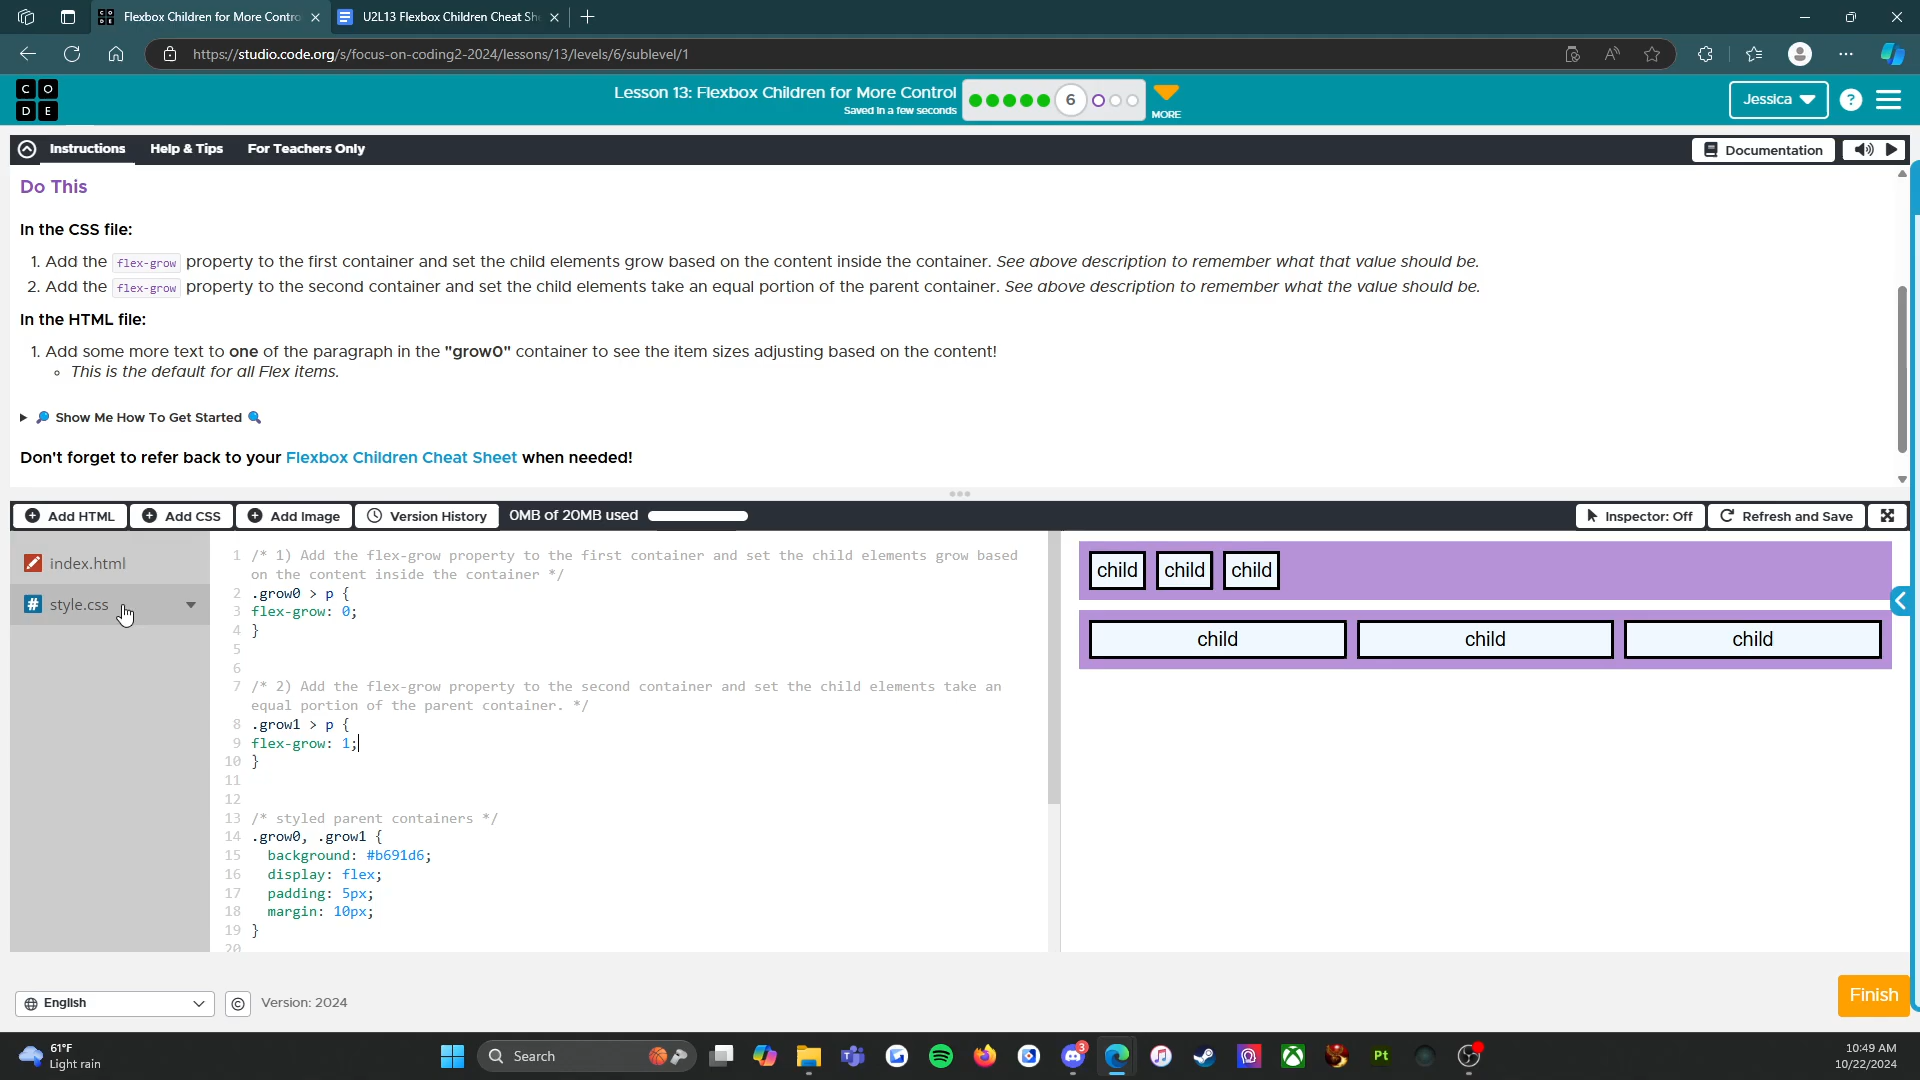 Flexbox Children for More Contro
U2L13 Flexbox Children Cheat Sh
https://studio.code.org/s/focus-on-coding2-2024/lessons/13/levels/6/sublevel/1
C O
D E
Lesson 13: Flexbox Children for More Control
Saved in a few seconds
6
MORE
Jessica
?
Instructions Help & Tips For Teachers Only
Documentation
Do This
In the CSS file:
1. Add the flex-grow property to the first container and set the child elements grow based on the content inside the container. See above description to remember what that value should be.
2. Add the flex-grow property to the second container and set the child elements take an equal portion of the parent container. See above description to remember what the value should be.
In the HTML file:
1. Add some more text to one of the paragraph in the "grow0" container to see the item sizes adjusting based on the content!
This is the default for all Flex items.
Show Me How To Get Started
Don't forget to refer back to your Flexbox Children Cheat Sheet when needed!
Add HTML Add CSS Add Image Version History 0MB of 20MB used
Inspector: Off Refresh and Save
index.html
# style.css
1 /* 1) Add the flex-grow property to the first container and set the child elements grow based
on the content inside the container */
2 .grow0 > p {
3 flex-grow: 0;
4 }
5
6
7 /* 2) Add the flex-grow property to the second container and set the child elements take an
equal portion of the parent container. */
8 .grow1 > p {
9 flex-grow: 1;
10 }
11
12
13 /* styled parent containers */
14 .grow0, .grow1 {
15 background: #b691d6;
16 display: flex;
17 padding: 5px;
18 margin: 10px;
19 }
20
child child child
child child child
English
© Version: 2024
Finish
61°F
Light rain
Search
3
Pt
10:49 AM
10/22/2024